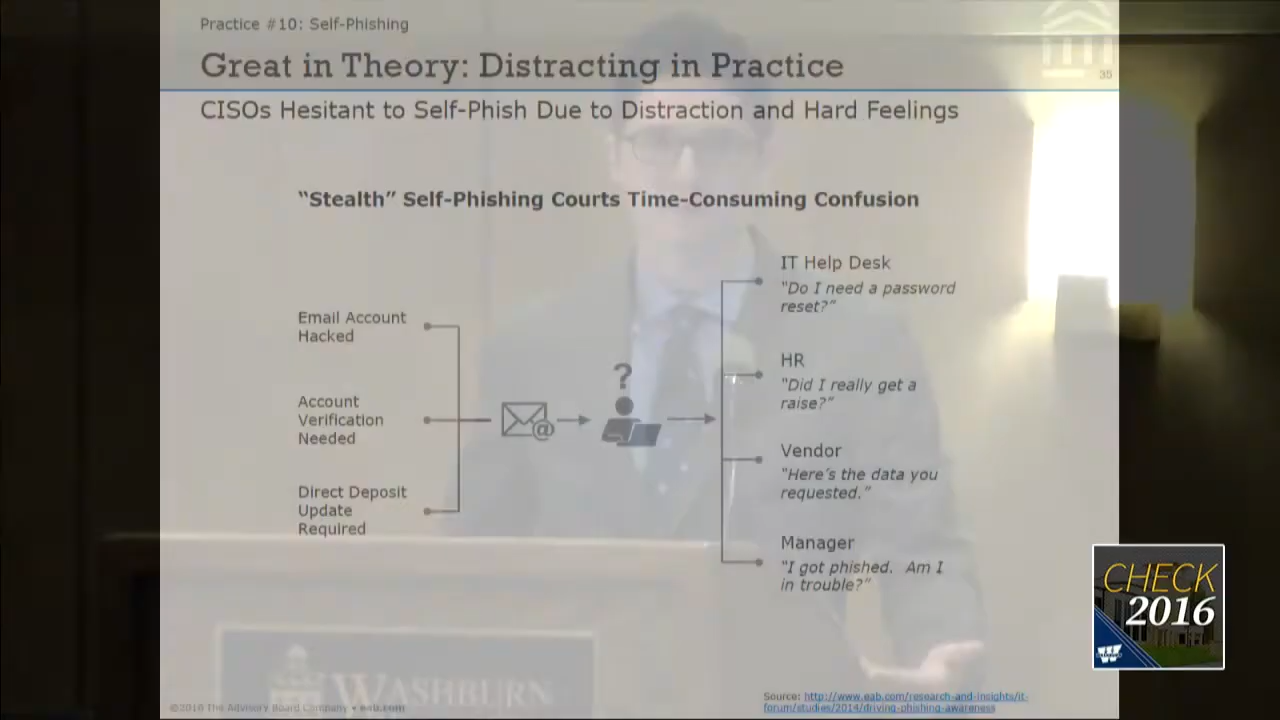 Practice #10: Self-Phishing
35
Great in Theory: Distracting in Practice
CISOs Hesitant to Self-Phish Due to Distraction and Hard Feelings
“Stealth” Self-Phishing Courts Time-Consuming Confusion
Email Account
Hacked
Account
Verification
Needed
Direct Deposit
Update
Required
@
?
IT Help Desk
"Do I need a password
reset?"
HR
"Did I really get a
raise?"
Vendor
"Here's the data you
requested."
Manager
"I got phished. Am I
in trouble?"
CHECK
2016
W
WASHBURN
©2016 The Advisory Board Company • eab.com
Source: http://www.eab.com/research-and-insights/it-
forum/studies/2014/driving-phishing-awareness